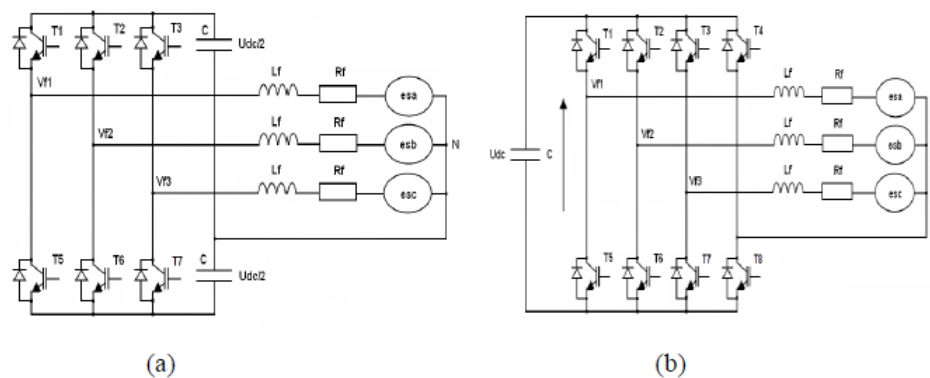 T1 T2 T3 C Udc/2
Lf Rf esa
Vf1
Lf Rf esb N
Vf2
Lf Rf esc
Vf3
T5 T6 T7 C Udc/2
(a)
T1 T2 T3 T4
Lf Rf esa
Vf1
Lf Rf esb
Vf2
Udc C
Lf Rf esc
Vf3
T5 T6 T7 T8
(b)